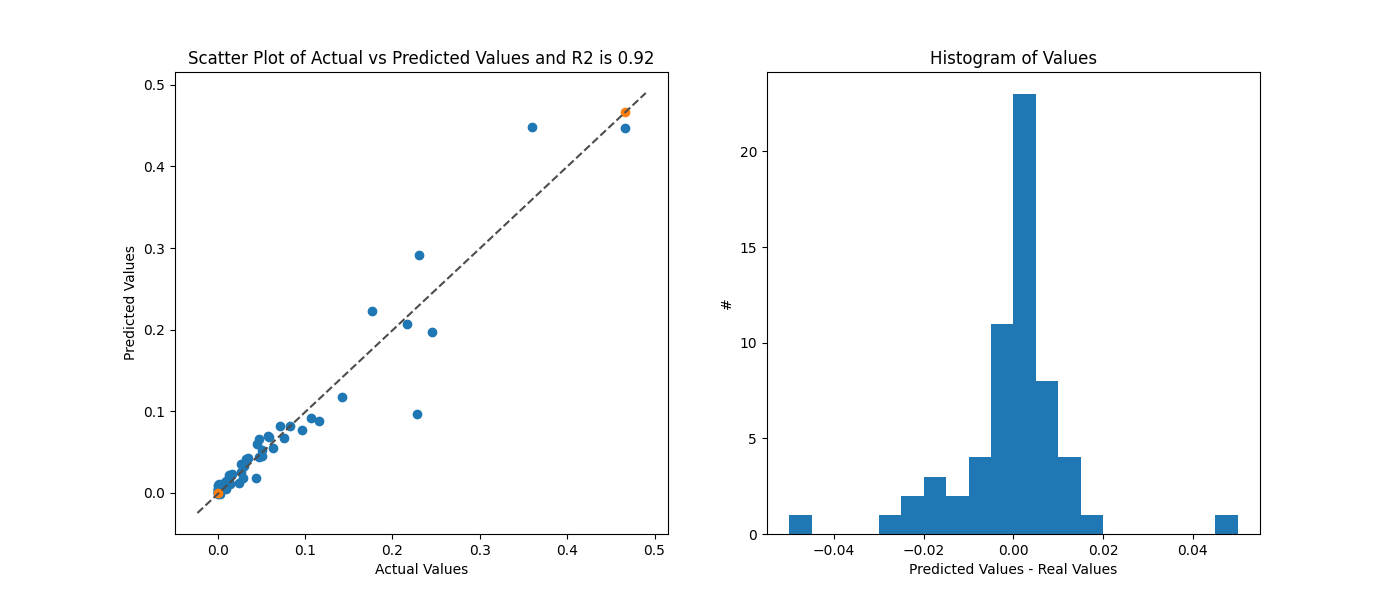 Scatter Plot of Actual vs Predicted Values and R2 is 0.92
0.5
0.4
0.3
0.2
0.1
0.0
Predicted Values
0.0 0.1 0.2 0.3 0.4 0.5
Actual Values
Histogram of Values
20
15
10
5
0
#
−0.04 −0.02 0.00 0.02 0.04
Predicted Values - Real Values